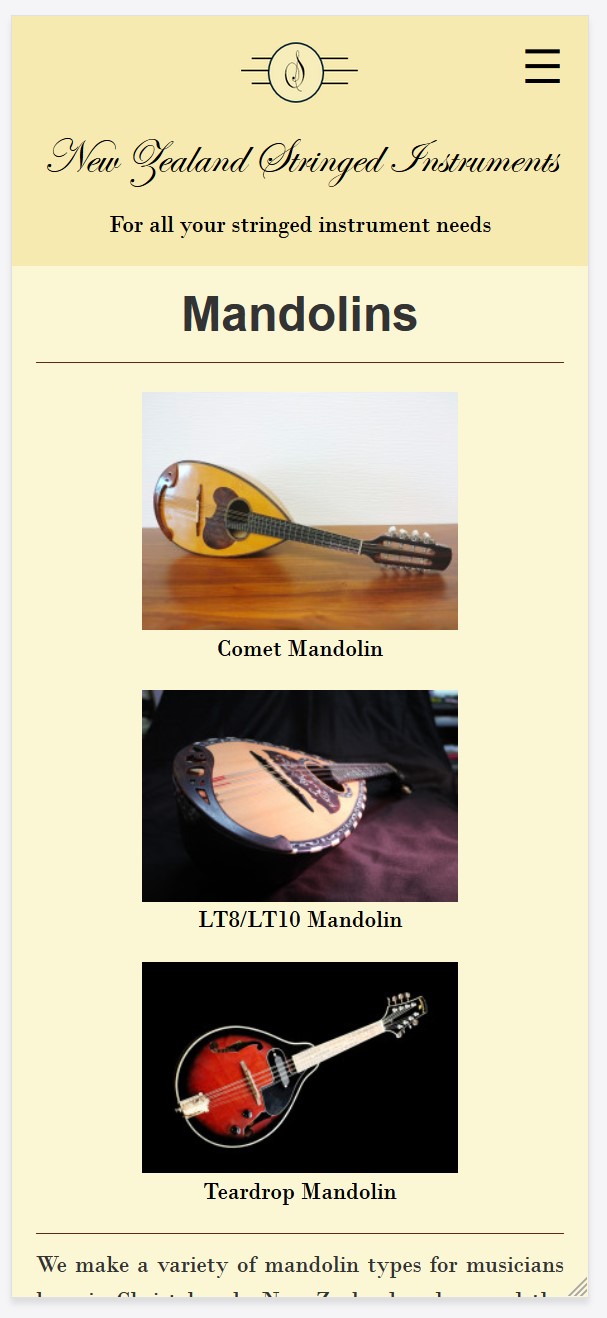 S
New Zealand Stringed Instruments
For all your stringed instrument needs
Mandolins
Comet Mandolin
LT8/LT10 Mandolin
Teardrop Mandolin
We make a variety of mandolin types for musicians